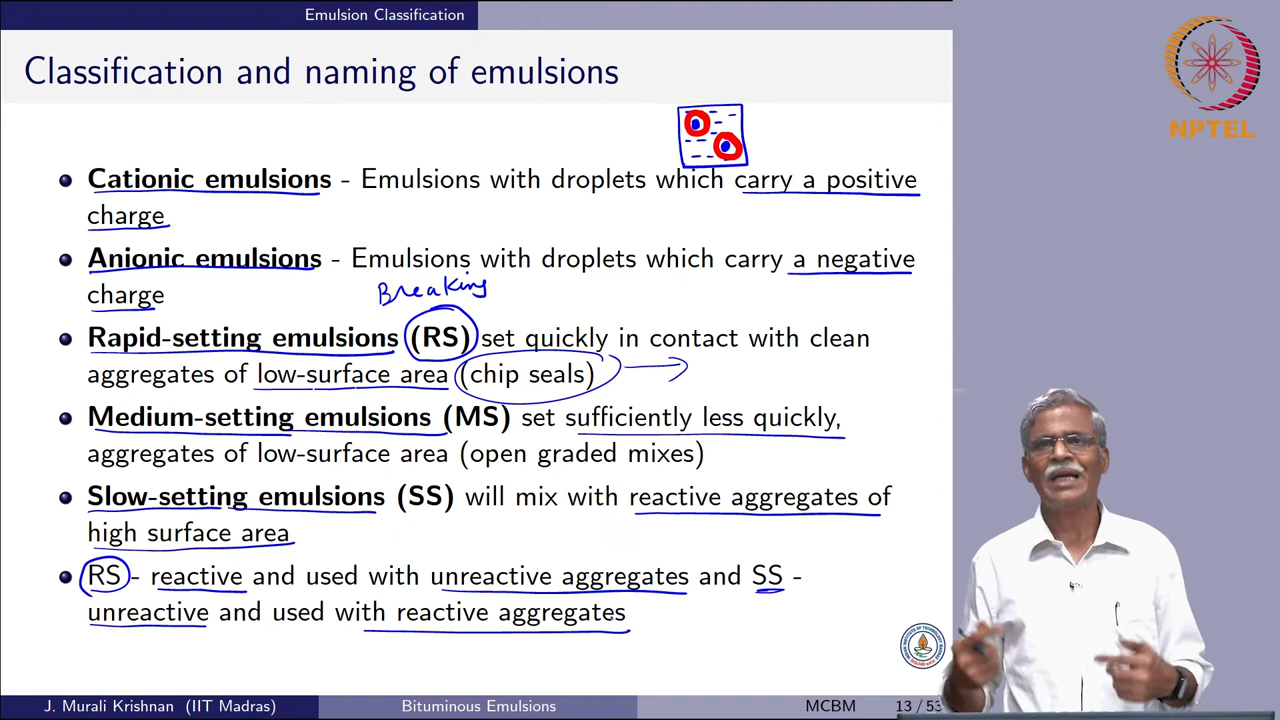 Emulsion Classification
Classification and naming of emulsions
NPTEL
Cationic emulsions - Emulsions with droplets which carry a positive
charge
Anionic emulsions - Emulsions with droplets which carry a negative
charge
Breaking
Rapid-setting emulsions (RS) set quickly in contact with clean
aggregates of low-surface area (chip seals)
Medium-setting emulsions (MS) set sufficiently less quickly,
aggregates of low-surface area (open graded mixes)
Slow-setting emulsions (SS) will mix with reactive aggregates of
high surface area
RS - reactive and used with unreactive aggregates and SS -
unreactive and used with reactive aggregates
J. Murali Krishnan (IIT Madras) Bituminous Emulsions MCBM 13 / 53